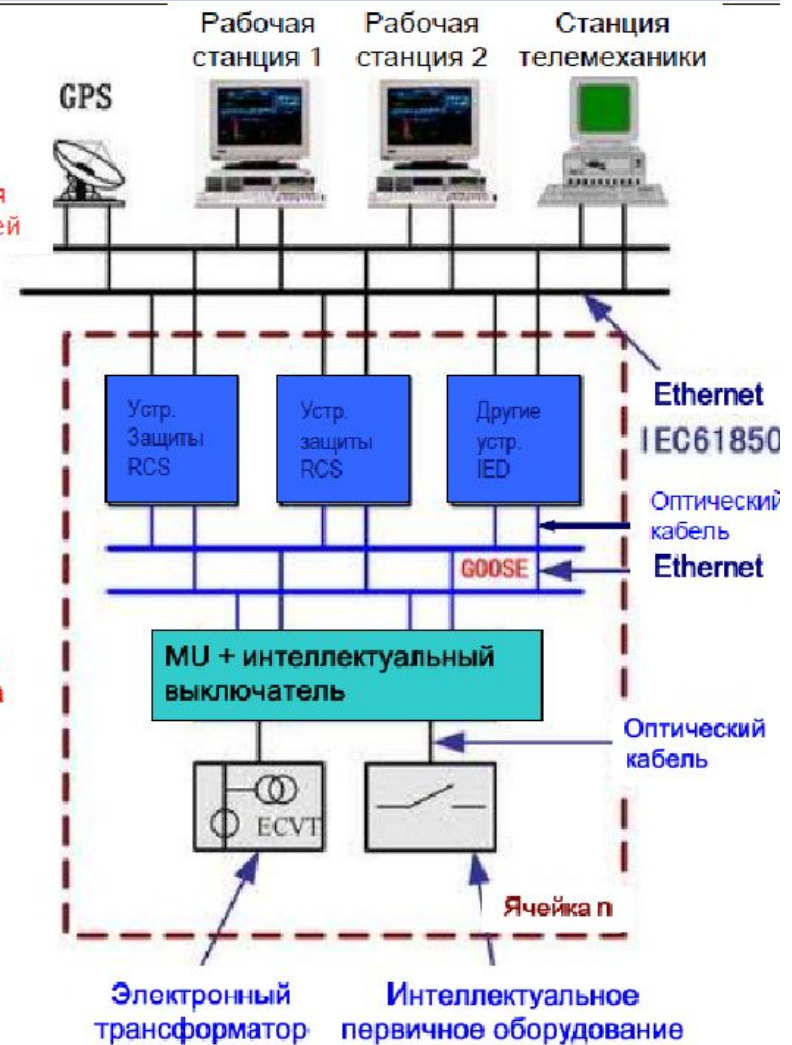 Рабочая
станция 1
Рабочая
станция 2
Станция
телемеханики
GPS
я
ей
Ethernet
IEC61850
Устр.
Защиты
RCS
Устр.
защиты
RCS
Другие
устр.
IED
Оптический
кабель
GOOSE
Ethernet
MU + интеллектуальный
выключатель
а
Оптический
кабель
ECVT
Ячейка n
Электронный
трансформатор
Интеллектуальное
первичное оборудование